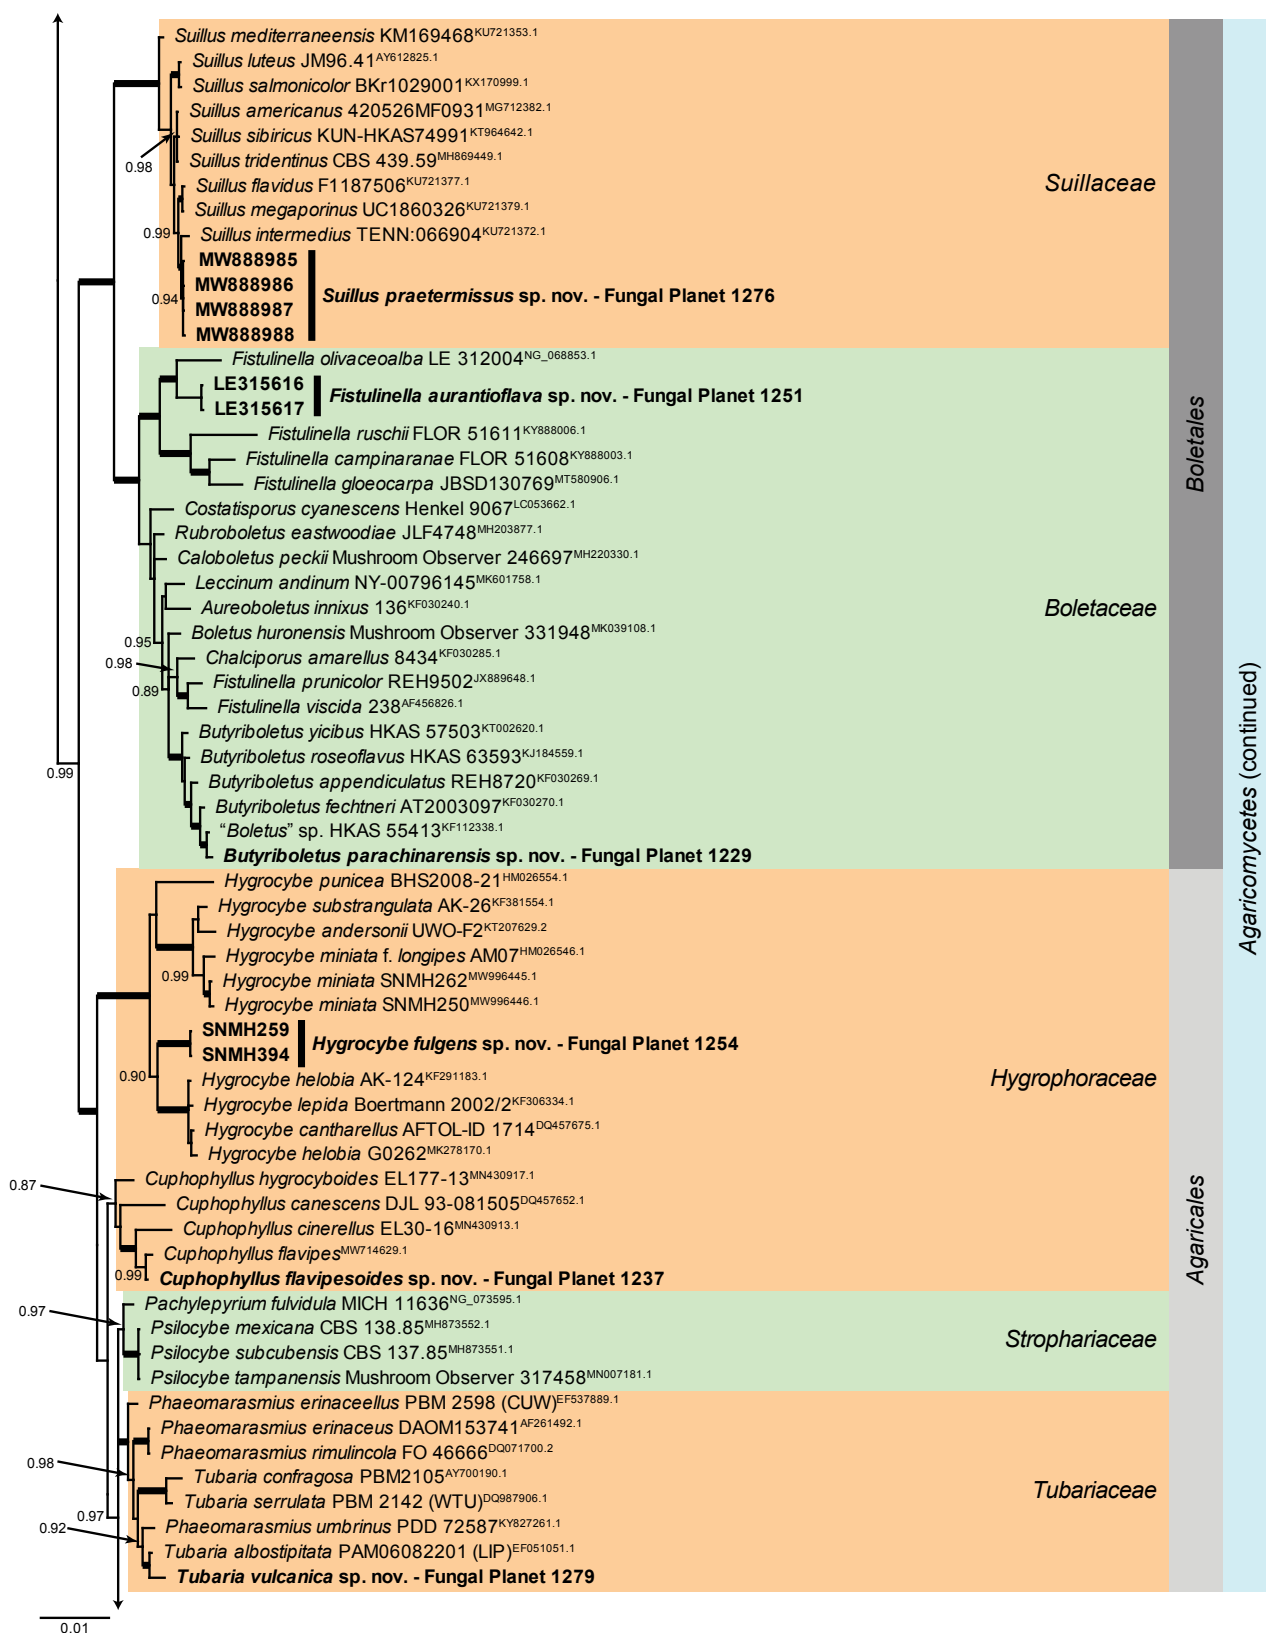 Suillus mediterraneensis KM169468KU721353.1
Suillus luteus JM96.41AY612825.1
Suillus salmonicolor BKr1029001KX170999.1
Suillus americanus 420526MF0931MG712382.1
Suillus sibiricus KUN-HKAS74991KT964642.1
Suillus tridentinus CBS 439.59MH869449.1
0.98
Suillus flavidus F1187506KU721377.1
Suillus megaporinus UC1860326KU721379.1
Suillus intermedius TENN:066904KU721372.1
0.99
MW888985
MW888986
MW888987
MW888988
0.94
Suillus praetermissus sp. nov. - Fungal Planet 1276
Suillaceae
Fistulinella olivaceoalba LE 312004NG_068853.1
LE315616
LE315617
Fistulinella aurantioflava sp. nov. - Fungal Planet 1251
Fistulinella ruschii FLOR 51611KY888006.1
Fistulinella campinaranae FLOR 51608KY888003.1
Fistulinella gloeocarpa JBSD130769MT580906.1
Costatisporus cyanescens Henkel 9067LC053662.1
Rubroboletus eastwoodiae JLF4748MH203877.1
Caloboletus peckii Mushroom Observer 246697MH220330.1
Leccinum andinum NY-00796145MK601758.1
Aureoboletus innixus 136KF030240.1
Boletus huronensis Mushroom Observer 331948MK039108.1
0.95
Chalciporus amarellus 8434KF030285.1
0.98
Fistulinella prunicolor REH9502JX889648.1
0.89
Fistulinella viscida 238AF456826.1
Butyriboletus yicibus HKAS 57503KT002620.1
Butyriboletus roseoflavus HKAS 63593KJ184559.1
0.99
Butyriboletus appendiculatus REH8720KF030269.1
Butyriboletus fechtneri AT2003097KF030270.1
“Boletus” sp. HKAS 55413KF112338.1
Butyriboletus parachinarensis sp. nov. - Fungal Planet 1229
Boletaceae
Boletales
Hygrocybe punicea BHS2008-21HM026554.1
Hygrocybe substrangulata AK-26KF381554.1
Hygrocybe andersonii UWO-F2KT207629.2
Hygrocybe miniata f. longipes AM07HM026546.1
0.99
Hygrocybe miniata SNMH262MW996445.1
Hygrocybe miniata SNMH250MW996446.1
SNMH259
SNMH394
Hygrocybe fulgens sp. nov. - Fungal Planet 1254
0.90
Hygrocybe helobia AK-124KF291183.1
Hygrocybe lepida Boertmann 2002/2KF306334.1
Hygrocybe cantharellus AFTOL-ID 1714DQ457675.1
Hygrocybe helobia G0262MK278170.1
Hygrophoraceae
Cuphophyllus hygrocyboides EL177-13MN430917.1
0.87
Cuphophyllus canescens DJL 93-081505DQ457652.1
Cuphophyllus cinerellus EL30-16MN430913.1
Cuphophyllus flavipesMW714629.1
0.99
Cuphophyllus flavipesoides sp. nov. - Fungal Planet 1237
Pachylepyrium fulvidula MICH 11636NG_073595.1
0.97
Psilocybe mexicana CBS 138.85MH873552.1
Psilocybe subcubensis CBS 137.85MH873551.1
Psilocybe tampanensis Mushroom Observer 317458MN007181.1
Strophariaceae
Phaeomarasmius erinaceellus PBM 2598 (CUW)EF537889.1
Phaeomarasmius erinaceus DAOM153741AF261492.1
Phaeomarasmius rimulincola FO 46666DQ071700.2
0.98
Tubaria confragosa PBM2105AY700190.1
Tubaria serrulata PBM 2142 (WTU)DQ987906.1
0.97
0.92
Phaeomarasmius umbrinus PDD 72587KY827261.1
Tubaria albostipitata PAM06082201 (LIP)EF051051.1
Tubaria vulcanica sp. nov. - Fungal Planet 1279
Tubariaceae
Agaricales
Agaricomycetes (continued)
0.01